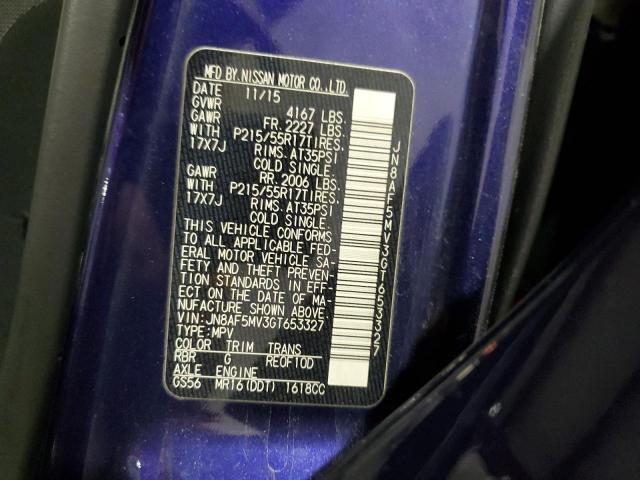 MFD BY NISSAN MOTOR CO.,LTD.
DATE 11/15
GVWR 4167 LBS.
GAWR FR. 2227 LBS.
WITH P215/55R17TIRES.
17X7J RIMS AT35PSI
COLD SINGLE.
GAWR RR. 2006 LBS.
WITH P215/55R17TIRES.
17X7J RIMS AT35PSI
COLD SINGLE.
THIS VEHICLE CONFORMS
TO ALL APPLICABLE FED-
ERAL MOTOR VEHICLE SA-
FETY AND THEFT PREVEN-
TION STANDARDS IN EFF-
ECT ON THE DATE OF MA-
NUFACTURE SHOWN ABOVE.
VIN:JN8AF5MV3GT653327
TYPE:MPV
COLOR TRIM TRANS
RBR G RE0F10D
AXLE ENGINE
GS56 MR16(DDT) 1618CC
JN8AF5MV3GT653327